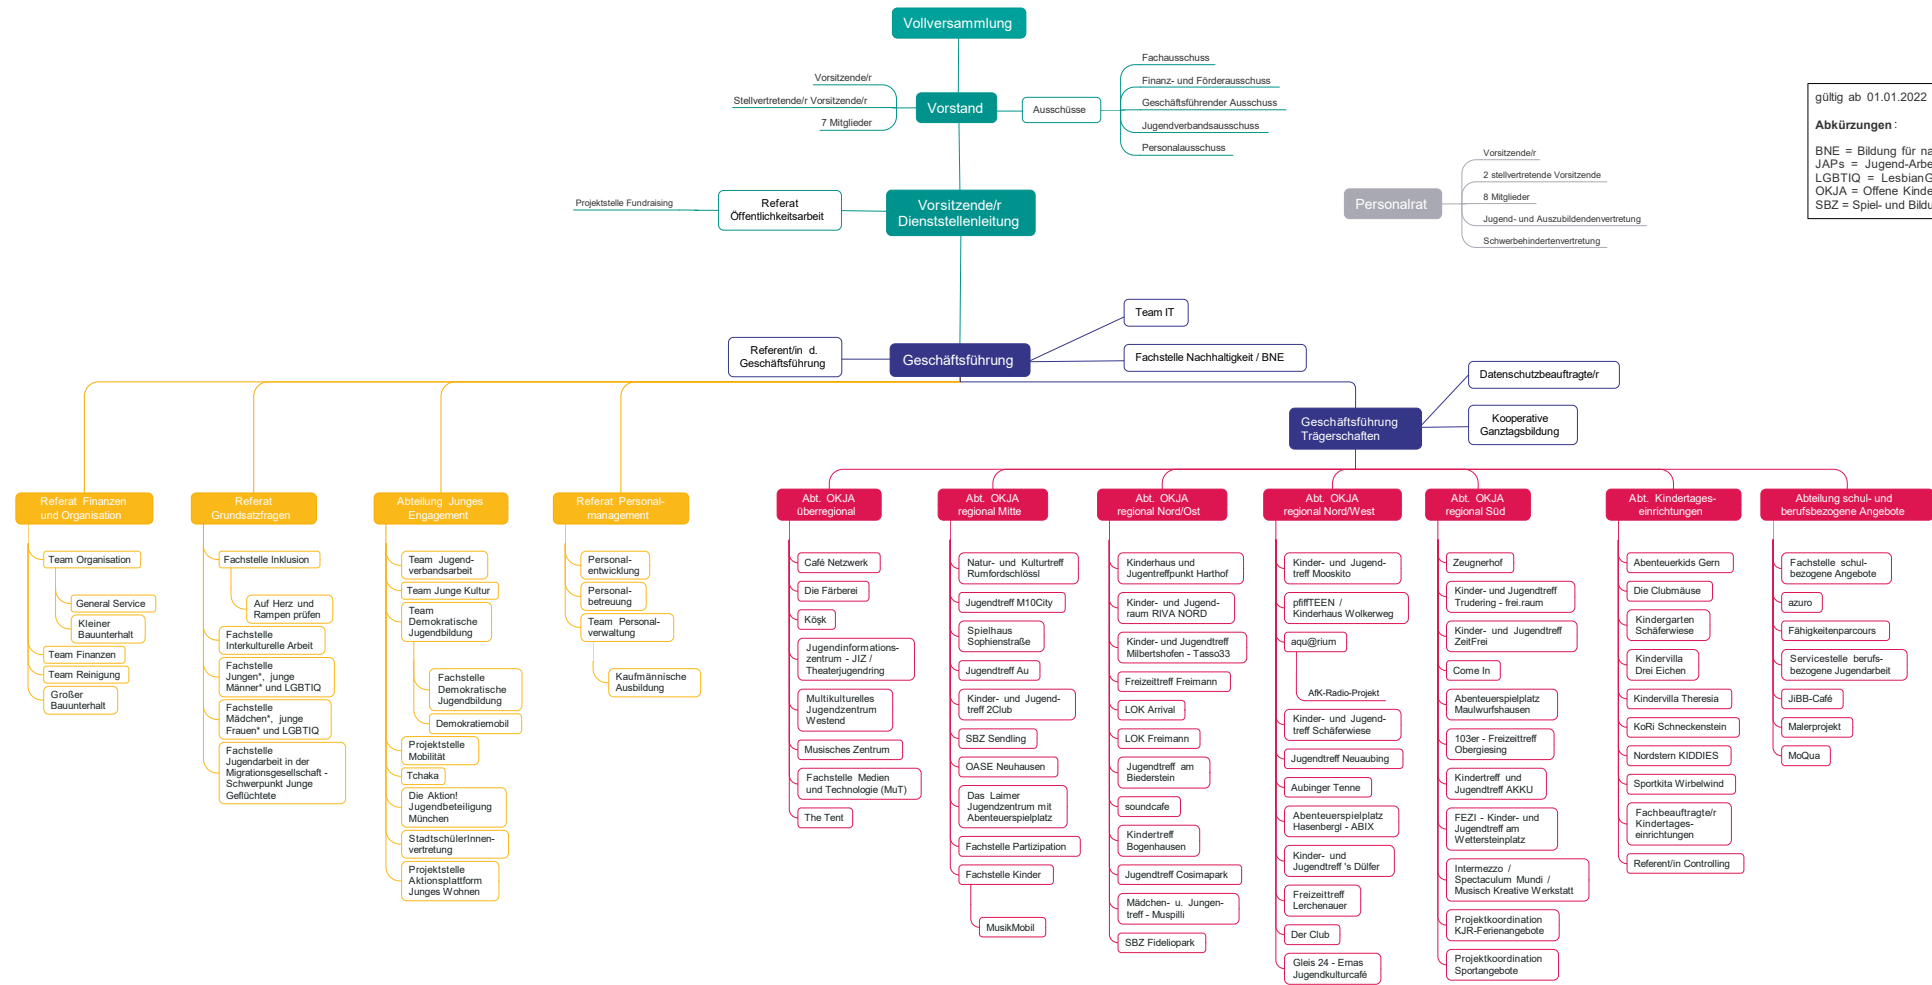 Vollversammlung
Vorsitzende/r
Stellvertretende/r Vorsitzende/r
7 Mitglieder
Vorstand
Ausschüsse
Fachausschuss
Finanz- und Förderausschuss
Geschäftsführender Ausschuss
Jugendverbandsausschuss
Personalausschuss
gültig ab 01.01.2022
Abkürzungen:
BNE = Bildung für
JAPs =
LGBTIQ =
OKJA = Offene
SBZ = Spiel- und
Projektstelle Fundraising
Referat
Öffentlichkeitsarbeit
Vorsitzende/r
Dienststellenleitung
Personalrat
Vorsitzende/r
2 stellvertretende Vorsitzende
8 Mitglieder
Jugend- und Auszubildendenvertretung
Schwerbehindertenvertretung
Referent/in d.
Geschäftsführung
Geschäftsführung
Team IT
Fachstelle Nachhaltigkeit / BNE
Geschäftsführung
Trägerschaften
Datenschutzbeauftragte/r
Kooperative
Ganztagsbildung
Referat Finanzen
und Organisation
Team Organisation
General Service
Kleiner
Bauunterhalt
Team Finanzen
Team Reinigung
Großer
Bauunterhalt
Referat
Grundsatzfragen
Fachstelle Inklusion
Auf Herz und
Rampen prüfen
Fachstelle
Interkulturelle Arbeit
Fachstelle
Jungen*, junge
Männer* und LGBTIQ
Fachstelle
Mädchen*, junge
Frauen* und LGBTIQ
Fachstelle
Jugendarbeit in der
Migrationsgesellschaft -
Schwerpunkt Junge
Geflüchtete
Abteilung Junges
Engagement
Team Jugend-
verbandsarbeit
Team Junge Kultur
Team
Demokratische
Jugendbildung
Fachstelle
Demokratische
Jugendbildung
Demokratiemobil
Projektstelle
Mobilität
Tchaka
Die Aktion!
Jugendbeteiligung
München
StadtschülerInnen-
vertretung
Projektstelle
Aktionsplattform
Junges Wohnen
Referat Personal-
management
Personal-
entwicklung
Personal-
betreuung
Team Personal-
verwaltung
Kaufmännische
Ausbildung
Abt. OKJA
überregional
Café Netzwerk
Die Färberei
Köşk
Jugendinformations-
zentrum - JIZ /
Theaterjugendring
Multikulturelles
Jugendzentrum
Westend
Musisches Zentrum
Fachstelle Medien
und Technologie (MuT)
The Tent
Abt. OKJA
regional Mitte
Natur- und Kulturtreff
Rumfordschlössl
Jugendtreff M10City
Spielhaus
Sophienstraße
Jugendtreff Au
Kinder- und Jugend-
treff 2Club
SBZ Sendling
OASE Neuhausen
Das Laimer
Jugendzentrum mit
Abenteuerspielplatz
Fachstelle Partizipation
Fachstelle Kinder
MusikMobil
Abt. OKJA
regional Nord/Ost
Kinderhaus und
Jugentreffpunkt Harthof
Kinder- und Jugend-
raum RIVA NORD
Kinder- und Jugendtreff
Milbertshofen - Tasso33
Freizeittreff Freimann
LOK Arrival
LOK Freimann
Jugendtreff am
Biederstein
soundcafe
Kindertreff
Bogenhausen
Jugendtreff Cosimapark
Mädchen- u. Jungen-
treff - Muspilli
SBZ Fideliopark
Abt. OKJA
regional Nord/West
Kinder- und Jugend-
treff Mooskito
pfiffTEEN /
Kinderhaus Wolkerweg
aqu@rium
AfK-Radio-Projekt
Kinder- und Jugend-
treff Schäferwiese
Jugendtreff Neuaubing
Aubinger Tenne
Abenteuerspielplatz
Hasenbergl - ABIX
Kinder- und
Jugendtreff 's Dülfer
Freizeittreff
Lerchenauer
Der Club
Gleis 24 - Ernas
Jugendkulturcafé
Abt. OKJA
regional Süd
Zeugnerhof
Kinder- und Jugendtreff
Trudering - frei.raum
Kinder- und Jugendtreff
ZeitFrei
Come In
Abenteuerspielplatz
Maulwurfshausen
103er - Freizeittreff
Obergiesing
Kindertreff und
Jugendtreff AKKU
FEZI - Kinder- und
Jugendtreff am
Wettersteinplatz
Intermezzo /
Spectaculum Mundi /
Musisch Kreative Werkstatt
Projektkoordination
KJR-Ferienangebote
Projektkoordination
Sportangebote
Abt. Kindertages-
einrichtungen
Abenteuerkids Gern
Die Clubmäuse
Kindergarten
Schäferwiese
Kindervilla
Drei Eichen
Kindervilla Theresia
KoRi Schneckenstein
Nordstern KIDDIES
Sportkita Wirbelwind
Fachbeauftragte/r
Kindertages-
einrichtungen
Referent/in Controlling
Abteilung schul- und
berufsbezogene Angebote
Fachstelle schul-
bezogene Angebote
azuro
Fähigkeitenparcours
Servicestelle berufs-
bezogene Jugendarbeit
JiBB-Café
Malerprojekt
MoQua